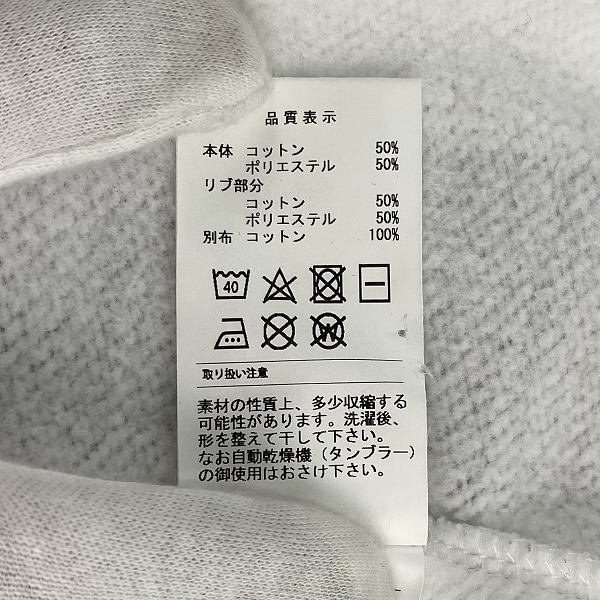 品質表示
本体 コットン 50%
ポリエステル 50%
リブ部分
コットン 50%
ポリエステル 50%
別布 コットン 100%
40
W
取り扱い注意
素材の性質上、多少収縮する
可能性があります。洗濯後、
形を整えて干して下さい。
なお自動乾燥機（タンブラー）
の御使用はおさけ下さい。